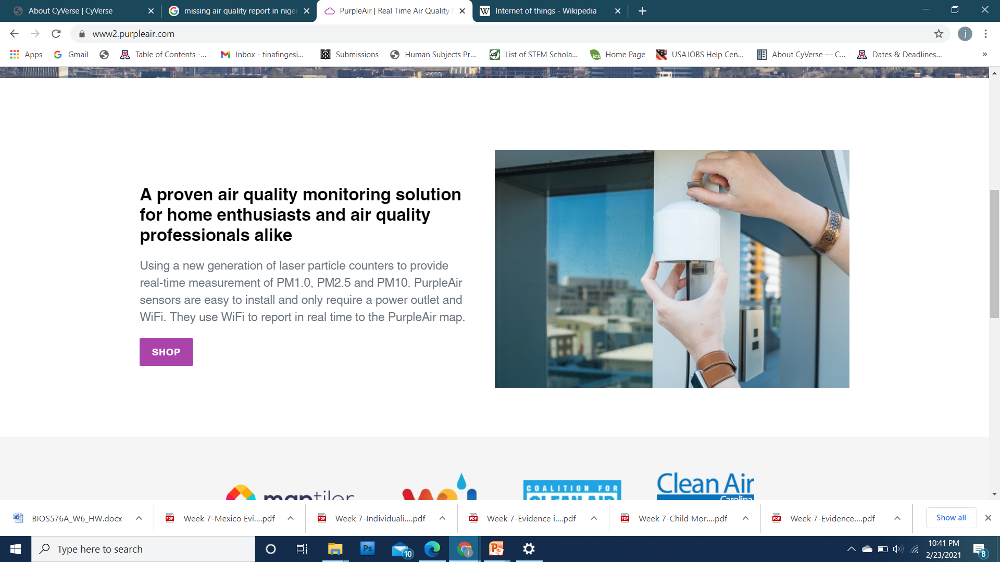 About CyVerse | CyVerse
missing air quality report in niger
PurpleAir | Real Time Air Quality
Internet of things - Wikipedia
www2.purpleair.com
j
Apps
Gmail
Table of Contents -...
Inbox - tinafingesi...
Submissions
Human Subjects Pr...
List of STEM Schola...
Home Page
USAJOBS Help Cen...
About CyVerse — C...
Dates & Deadlines...
»
A proven air quality monitoring solution
for home enthusiasts and air quality
professionals alike
Using a new generation of laser particle counters to provide
real-time measurement of PM1.0, PM2.5 and PM10. PurpleAir
sensors are easy to install and only require a power outlet and
WiFi. They use WiFi to report in real time to the PurpleAir map.
SHOP
maptiler
COALITION FOR
CLEAN AIR
Clean Air
Carolina
BIOS576A_W6_HW.docx
Week 7-Mexico Evi....pdf
Week 7-Individuali....pdf
Week 7-Evidence i....pdf
Week 7-Child Mor....pdf
Week 7-Evidence....pdf
Show all
Type here to search
Ps
10
j
10:41 PM
2/23/2021
8